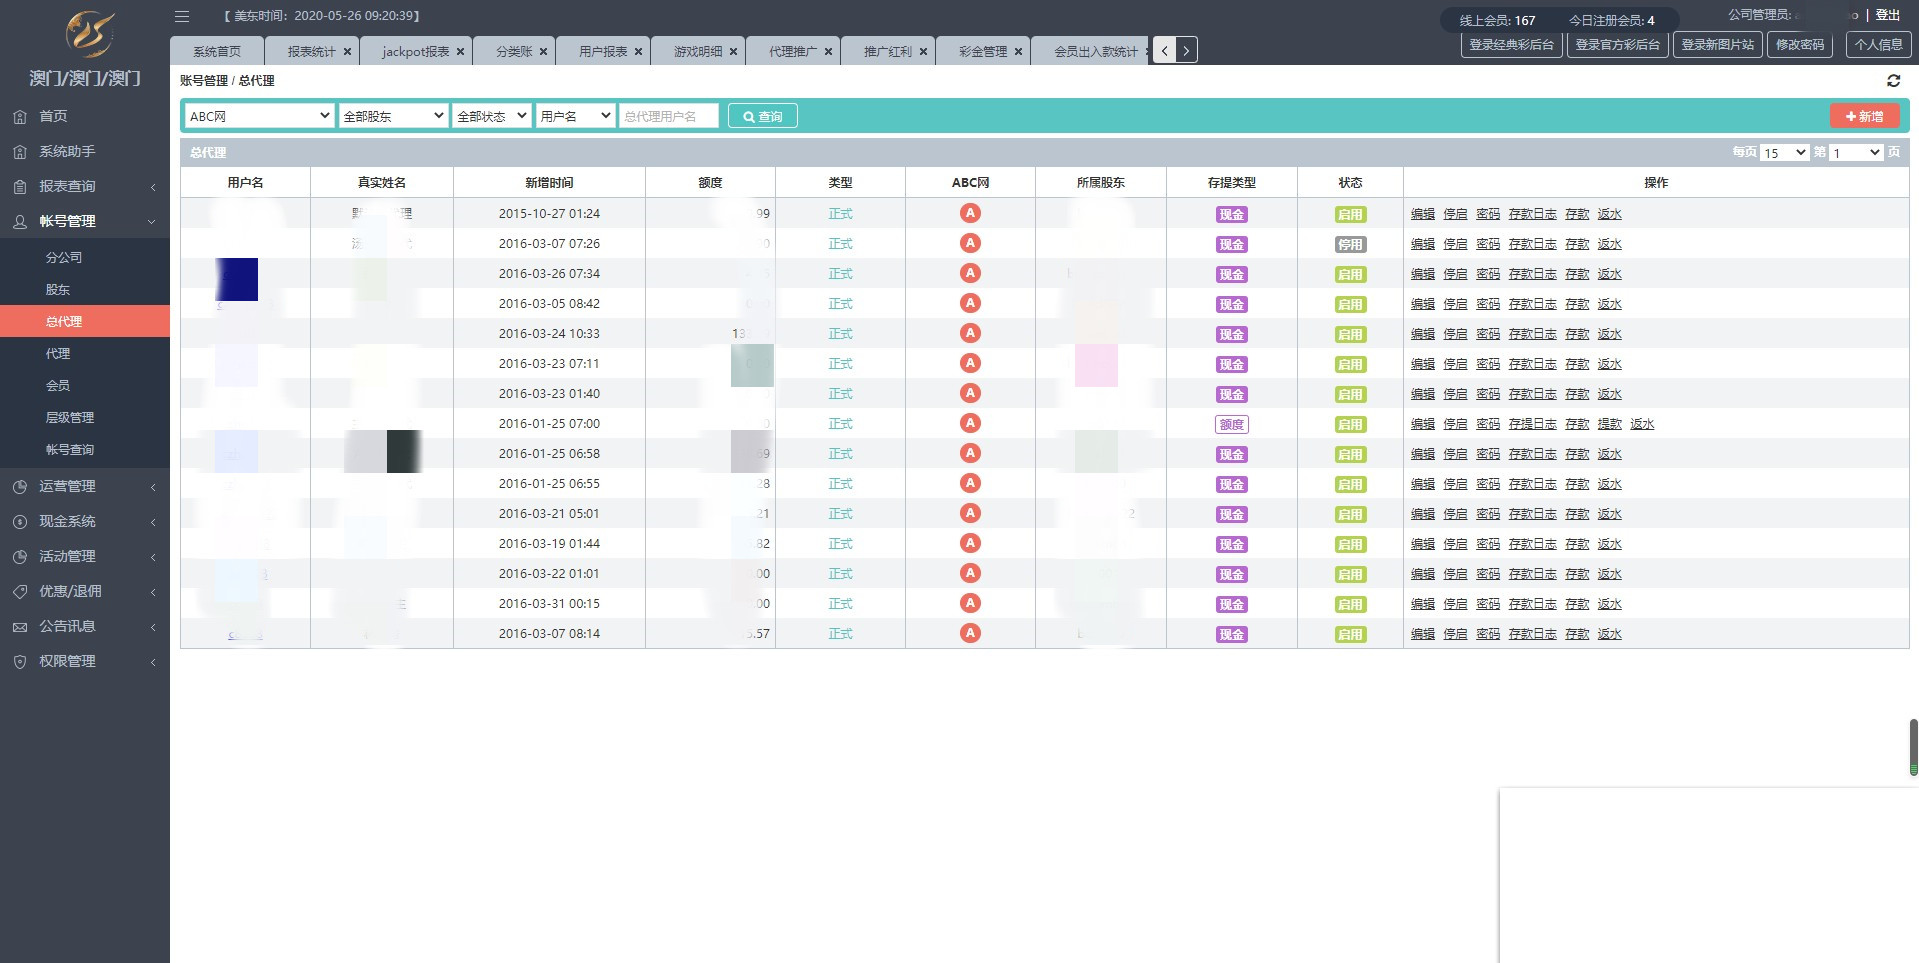 【 美东时间：2020-05-26 09:20:39】
线上会员: 167 今日注册会员: 4
公司管理员: | 登出
登录经典彩后台 登录官方彩后台 登录新图片站 修改密码 个人信息
系统首页 报表统计 × jackpot报表 × 分类账 × 用户报表 × 游戏明细 × 代理推广 × 推广红利 × 彩金管理 × 会员出入款统计
澳门/澳门/澳门
首页
系统助手
报表查询
帐号管理
分公司
股东
总代理
代理
会员
层级管理
帐号查询
运营管理
现金系统
活动管理
优惠/退佣
公告讯息
权限管理
账号管理 / 总代理
ABC网 全部股东 全部状态 用户名 总代理用户名 查询 新增
总代理 每页 15 第 1 页
用户名 真实姓名 新增时间 额度 类型 ABC网 所属股东 存提类型 状态 操作
理 2015-10-27 01:24 99 正式 A 现金 启用 编辑 停启 密码 存款日志 存款 返水
2016-03-07 07:26 0 正式 A 现金 停用 编辑 停启 密码 存款日志 存款 返水
2016-03-26 07:34 正式 A 现金 启用 编辑 停启 密码 存款日志 存款 返水
2016-03-05 08:42 正式 A 现金 启用 编辑 停启 密码 存款日志 存款 返水
2016-03-24 10:33 13 正式 A 现金 启用 编辑 停启 密码 存款日志 存款 返水
2016-03-23 07:11 正式 A 现金 启用 编辑 停启 密码 存款日志 存款 返水
2016-03-23 01:40 正式 A 现金 启用 编辑 停启 密码 存款日志 存款 返水
2016-01-25 07:00 0 正式 A 额度 启用 编辑 停启 密码 存提日志 存款 提款 返水
2016-01-25 06:58 69 正式 A 现金 启用 编辑 停启 密码 存款日志 存款 返水
2016-01-25 06:55 28 正式 A 现金 启用 编辑 停启 密码 存款日志 存款 返水
2016-03-21 05:01 21 正式 A 2 现金 启用 编辑 停启 密码 存款日志 存款 返水
2016-03-19 01:44 .82 正式 A 现金 启用 编辑 停启 密码 存款日志 存款 返水
2016-03-22 01:01 .00 正式 A 现金 启用 编辑 停启 密码 存款日志 存款 返水
2016-03-31 00:15 .00 正式 A 现金 启用 编辑 停启 密码 存款日志 存款 返水
2016-03-07 08:14 5.57 正式 A 现金 启用 编辑 停启 密码 存款日志 存款 返水